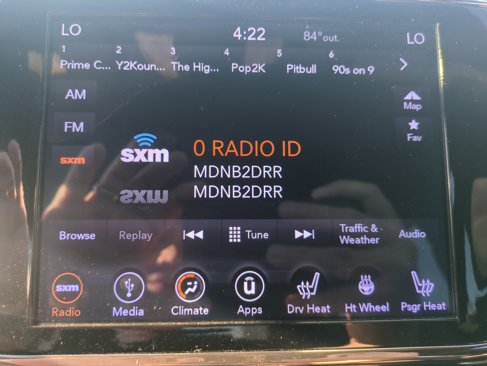 LO 4:22 84° out. LO
1 2 3 4 5 6
Prime C... Y2Koun... The Hig... Pop2K Pitbull 90s on 9
AM
Map
FM
Fav
sxm
sxm
0 RADIO ID
MDNB2DRR
MDNB2DRR
Browse Replay Tune Traffic & Weather Audio
sxm
Radio Media Climate Apps Drv Heat Ht Wheel Psgr Heat